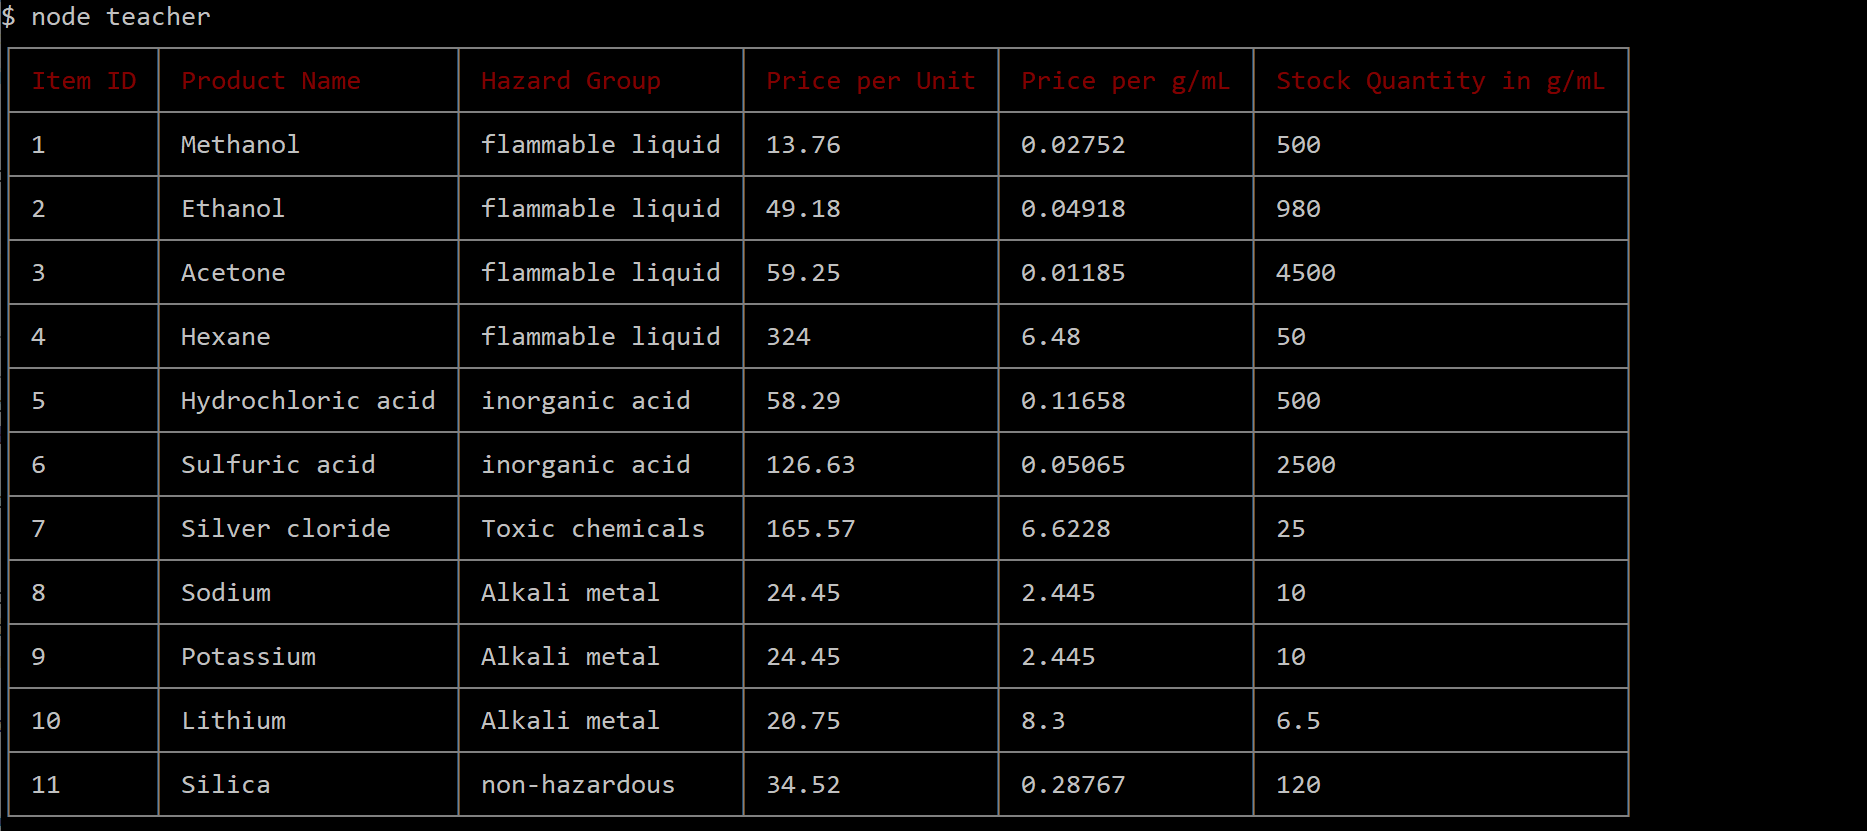 $ node teacher
Item ID Product Name Hazard Group Price per Unit Price per g/mL Stock Quantity in g/mL
1 Methanol flammable liquid 13.76 0.02752 500
2 Ethanol flammable liquid 49.18 0.04918 980
3 Acetone flammable liquid 59.25 0.01185 4500
4 Hexane flammable liquid 324 6.48 50
5 Hydrochloric acid inorganic acid 58.29 0.11658 500
6 Sulfuric acid inorganic acid 126.63 0.05065 2500
7 Silver cloride Toxic chemicals 165.57 6.6228 25
8 Sodium Alkali metal 24.45 2.445 10
9 Potassium Alkali metal 24.45 2.445 10
10 Lithium Alkali metal 20.75 8.3 6.5
11 Silica non-hazardous 34.52 0.28767 120